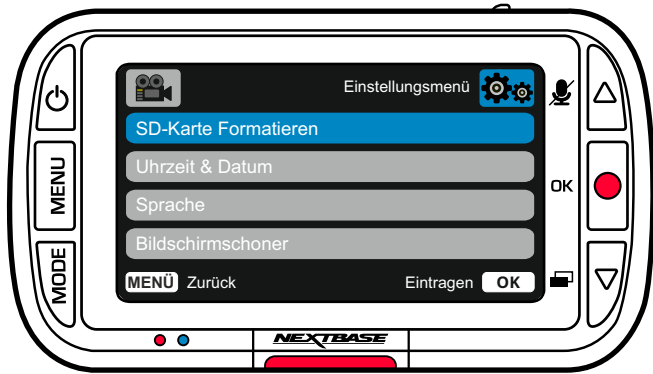 Einstellungsmenü
SD-Karte Formatieren
Uhrzeit & Datum
Sprache
Bildschirmschoner
MENÜ Zurück Eintragen OK
MENU
MODE
OK
NEXTBASE